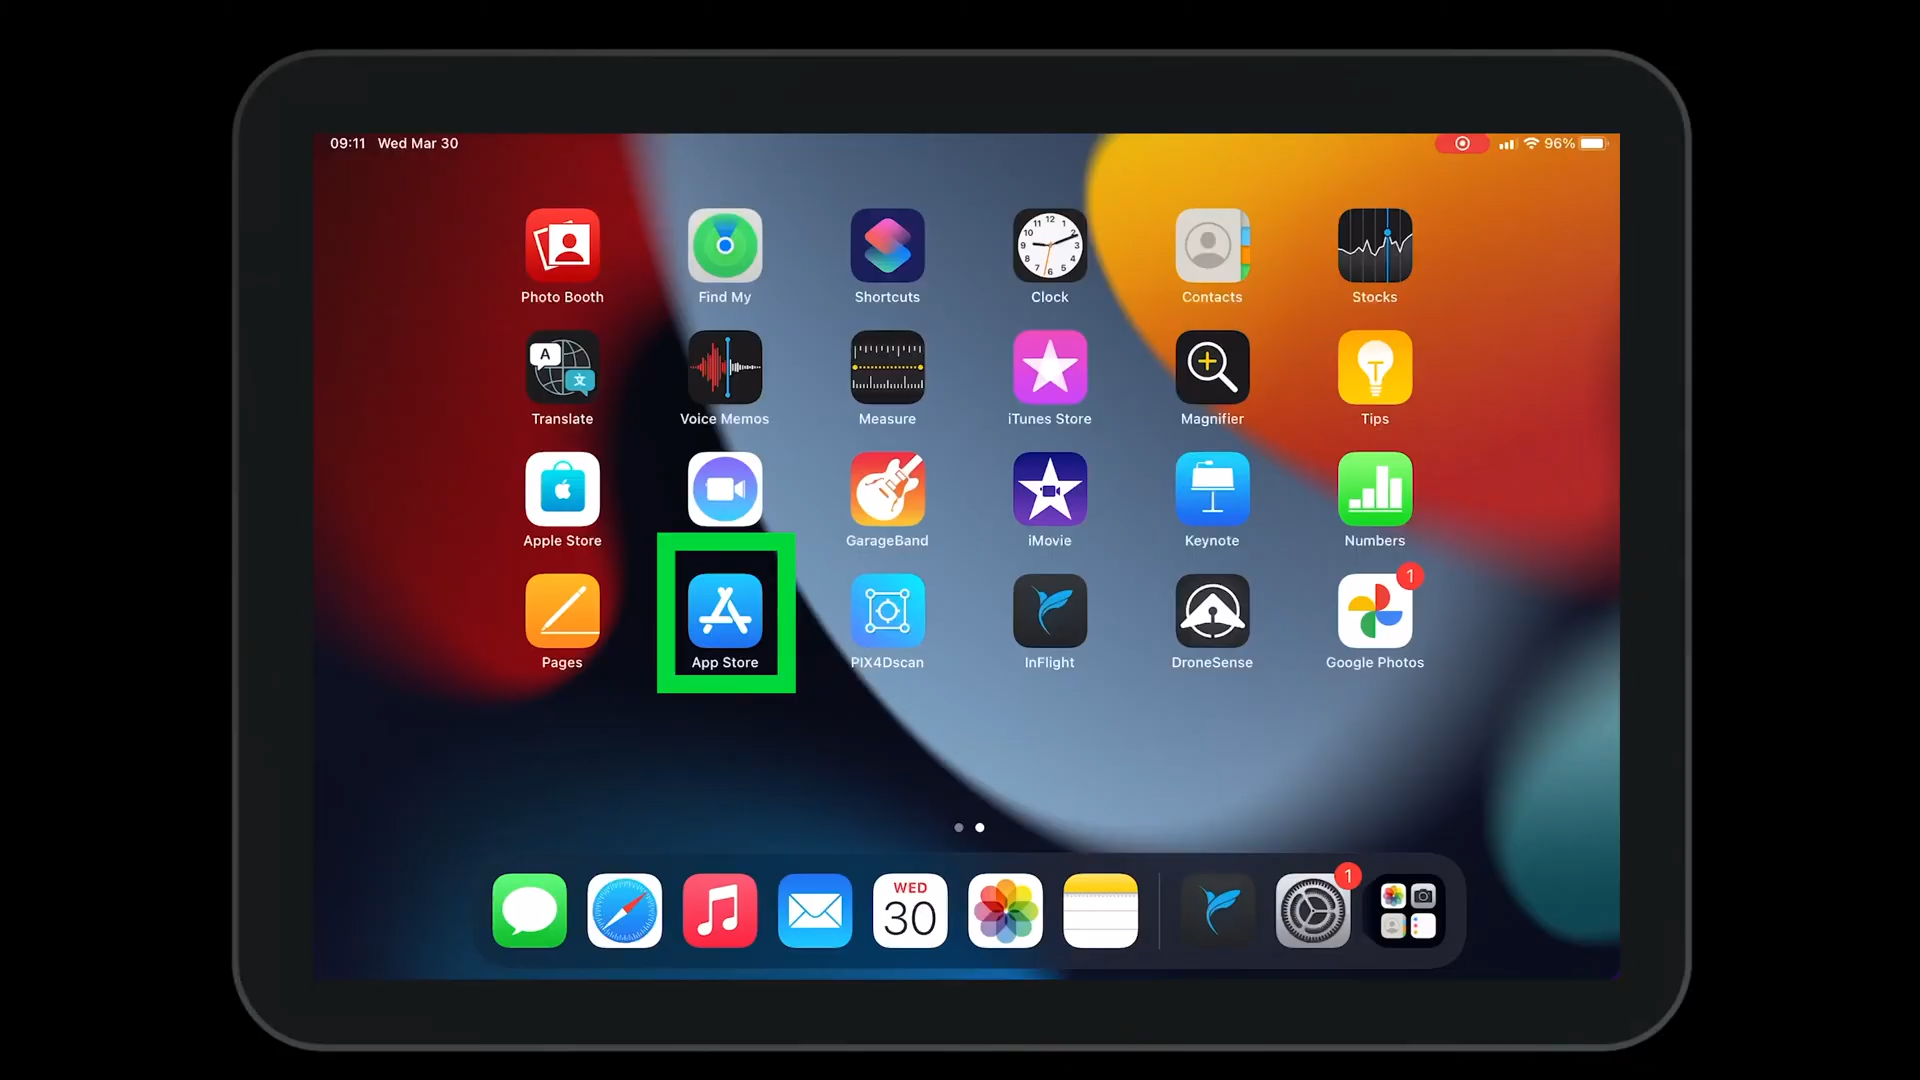 09:11 Wed Mar 30
96%
Photo Booth
Find My
Shortcuts
Clock
Contacts
Stocks
Translate
Voice Memos
Measure
iTunes Store
Magnifier
Tips
Apple Store
GarageBand
iMovie
Keynote
Numbers
1
Pages
App Store
PIX4Dscan
InFlight
DroneSense
Google Photos
WED
30
1